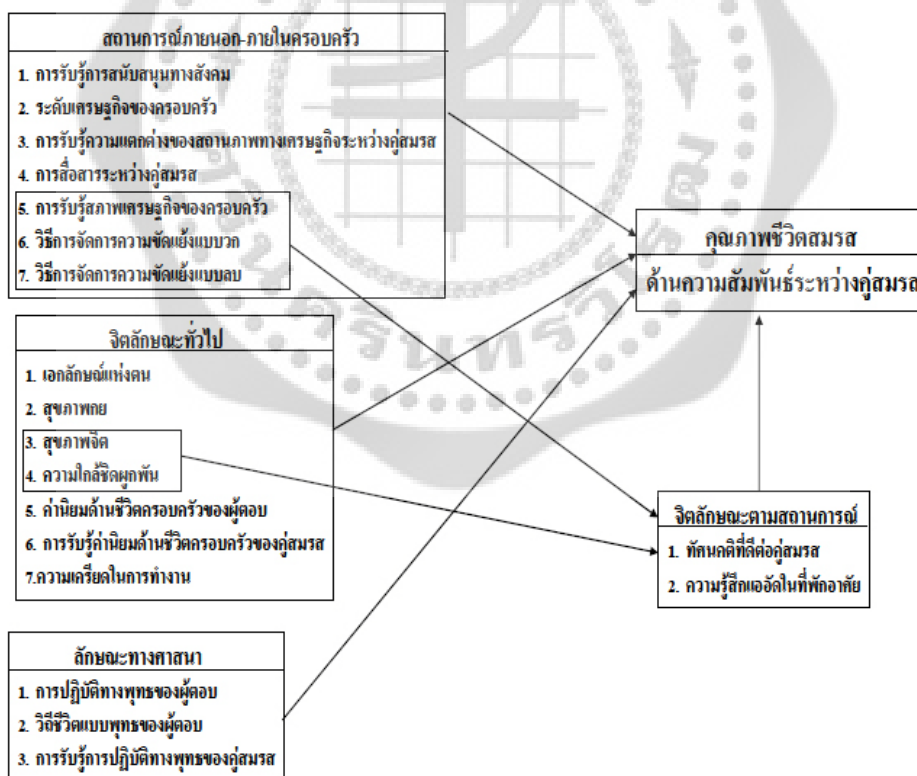 สถานการณ์ภายนอก-ภายในครอบครัว
1. การรับรู้การสนับสนุนทางสังคม
2. ระดับเศรษฐกิจของครอบครัว
3. การรับรู้ความแตกต่างของสถานภาพทางเศรษฐกิจระหว่างคู่สมรส
4. การสื่อสารระหว่างคู่สมรส
5. การรับรู้สภาพเศรษฐกิจของครอบครัว
6. วิธีการจัดการความขัดแย้งแบบวก
7. วิธีการจัดการความขัดแย้งแบบลบ
คุณภาพชีวิตสมรส
ด้านความสัมพันธ์ระหว่างคู่สมรส
จิตลักษณะทั่วไป
1. เอกลักษณ์แห่งตน
2. สุขภาพกย
3. สุขภาพจิต
4. ความใกล้ชิดผูกพัน
5. ค่านิยมด้านชีวิตครอบครัวของผู้ตอบ
6. การรับรู้ค่านิยมด้านชีวิตครอบครัวของคู่สมรส
7.ความเครียดในการทำงาน
จิตลักษณะตามสถานการณ์
1. ทัศนคติที่ดีต่อคู่สมรส
2. ความรู้สึกแออัดในที่พักอาศัย
ลักษณะทางศาสนา
1. การปฏิบัติทางพุทธของผู้ตอบ
2. วิถีชีวิตแบบพุทธของผู้ตอบ
3. การรับรู้การปฏิบัติทางพุทธของคู่สมรส